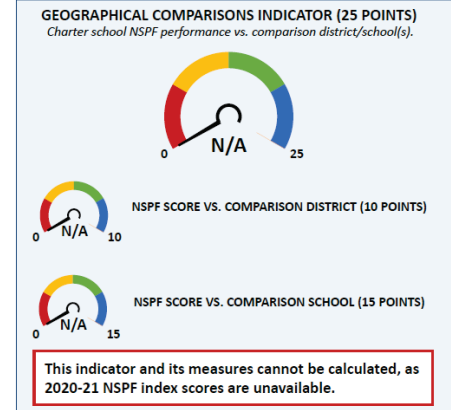 GEOGRAPHICAL COMPARISONS INDICATOR (25 POINTS)
Charter school NSPF performance vs. comparison district/school(s).
N/A
0
25
NSPF SCORE VS. COMPARISON DISTRICT (10 POINTS)
N/A
0
10
NSPF SCORE VS. COMPARISON SCHOOL (15 POINTS)
N/A
0
15
This indicator and its measures cannot be calculated, as
2020-21 NSPF index scores are unavailable.